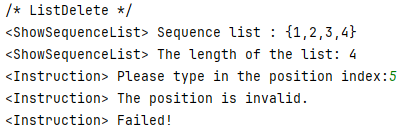 /* ListDelete */
<ShowSequenceList> Sequence list : {1,2,3,4}
<ShowSequenceList> The length of the list: 4
<Instruction> Please type in the position index:5
<Instruction> The position is invalid.
<Instruction> Failed!